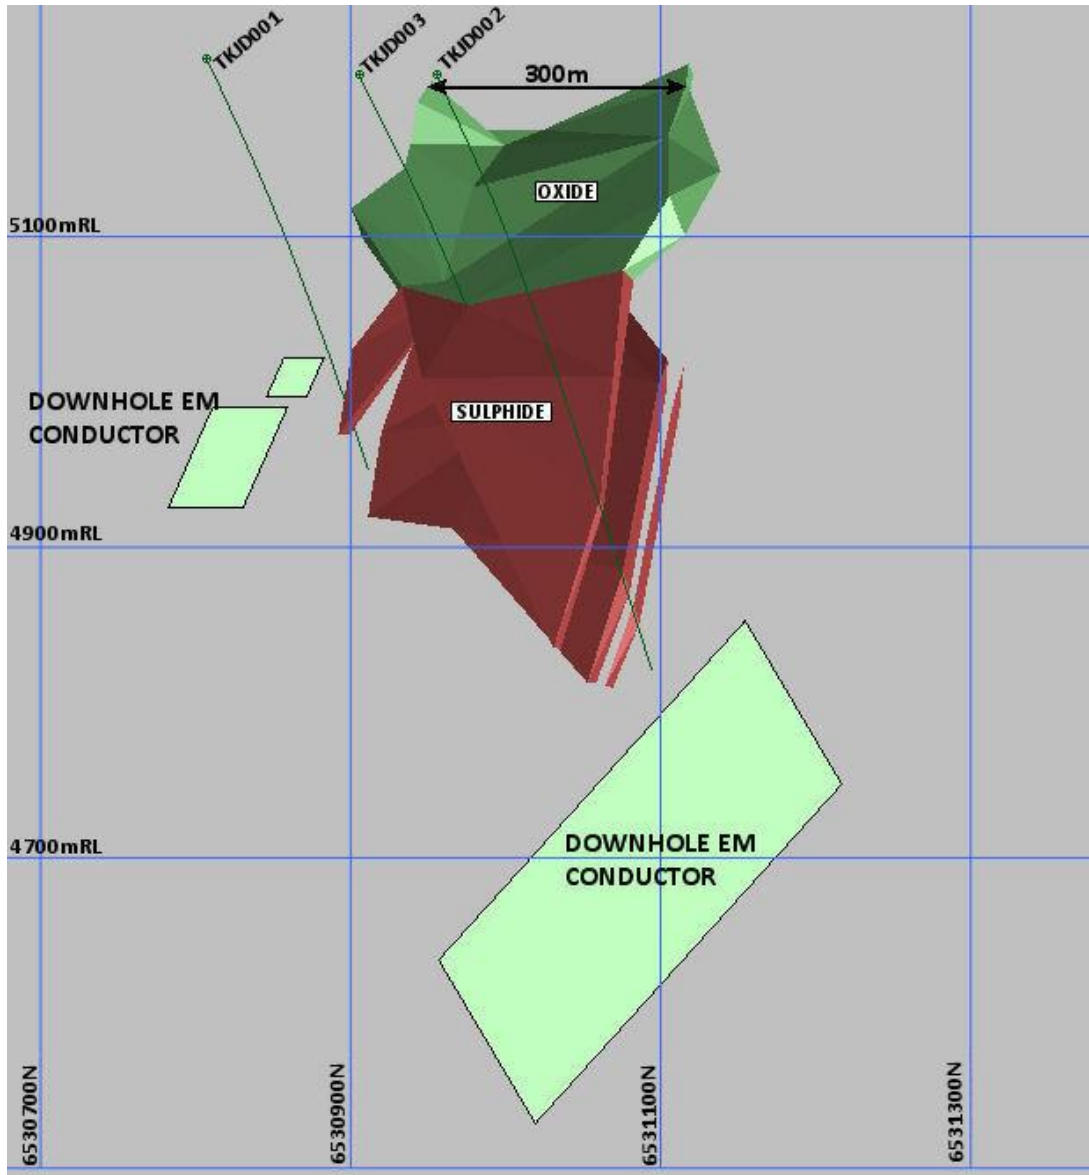 TKJD001
TKJD003
TKJD002
300m
OXIDE
5100mRL
DOWNHOLE EM
CONDUCTOR
SULPHIDE
4900mRL
DOWNHOLE EM
CONDUCTOR
4700mRL
6530700N
6530900N
6531100N
6531300N